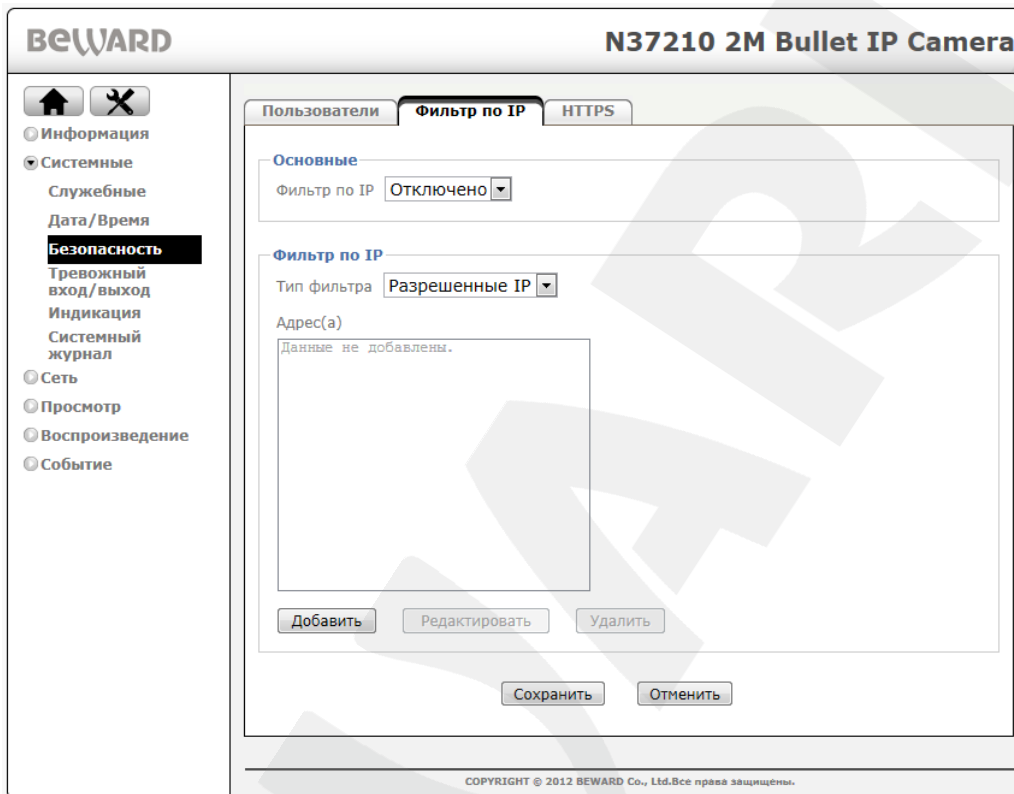 BEWARD
N37210 2M Bullet IP Camera
Информация
Системные
Служебные
Дата/Время
Безопасность
Тревожный
вход/выход
Индикация
Системный
журнал
Сеть
Просмотр
Воспроизведение
Событие
Пользователи Фильтр по IP HTTPS
Основные
Фильтр по IP Отключено
Фильтр по IP
Тип фильтра Разрешенные IP
Адрес(а)
Данные не добавлены.
Добавить Редактировать Удалить
Сохранить Отменить
COPYRIGHT © 2012 BEWARD Co., Ltd.Все права защищены.